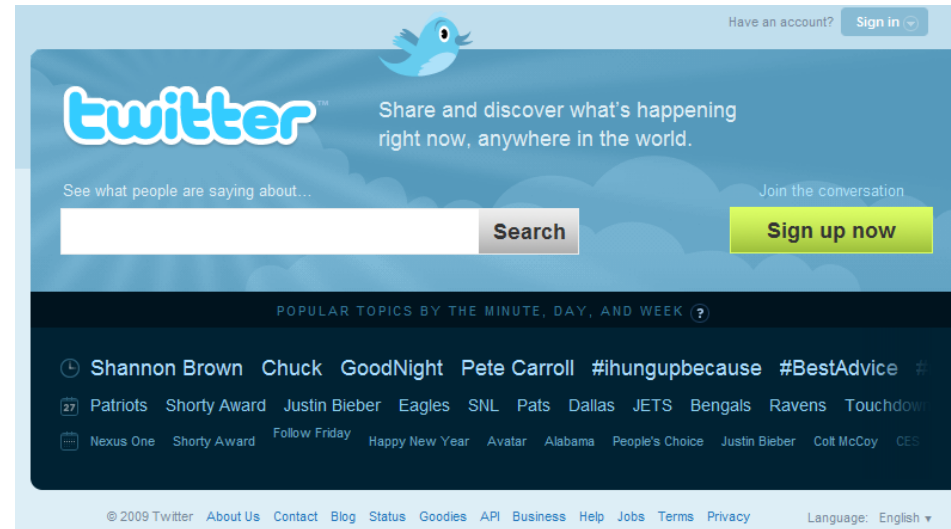 Have an account? Sign in
twitter™
Share and discover what's happening
right now, anywhere in the world.
See what people are saying about...
Join the conversation
Search
Sign up now
POPULAR TOPICS BY THE MINUTE, DAY, AND WEEK ?
Shannon Brown Chuck GoodNight Pete Carroll #ihungupbecause #BestAdvice #
27 Patriots Shorty Award Justin Bieber Eagles SNL Pats Dallas JETS Bengals Ravens Touchdown
Nexus One Shorty Award Follow Friday Happy New Year Avatar Alabama People's Choice Justin Bieber Colt McCoy CES
© 2009 Twitter About Us Contact Blog Status Goodies API Business Help Jobs Terms Privacy Language: English